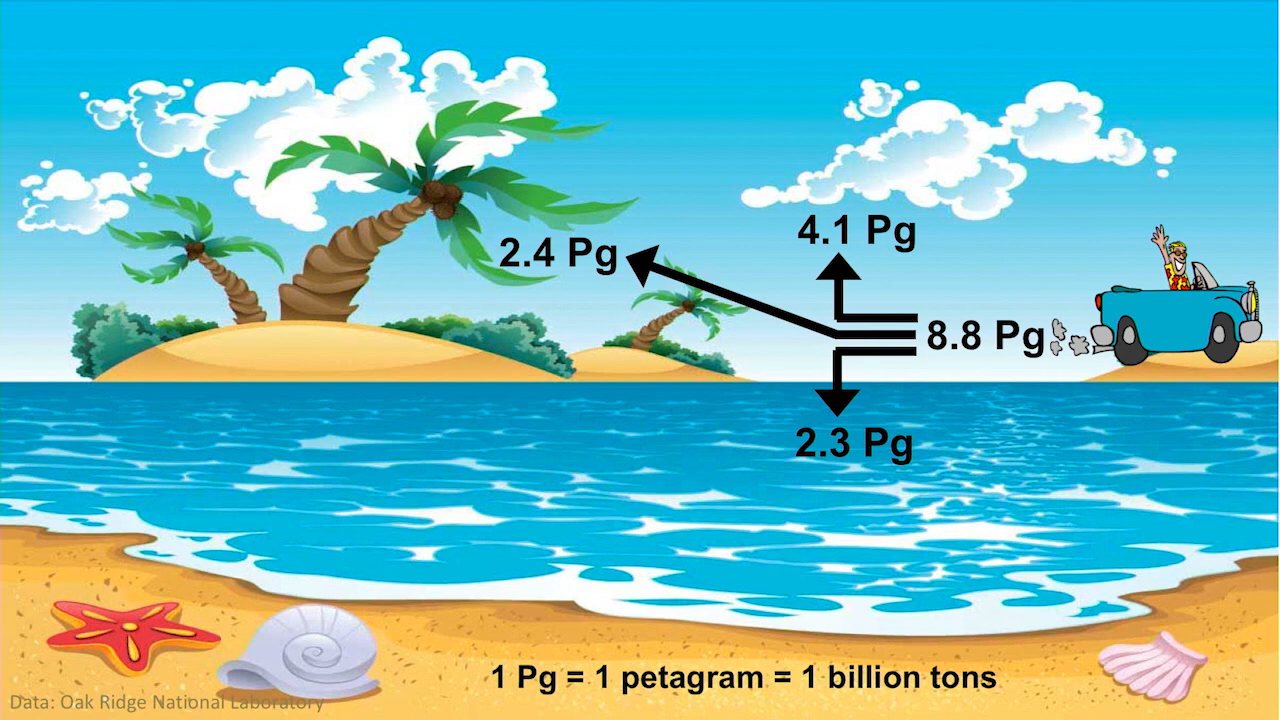 4.1 Pg
2.4 Pg
8.8 Pg
2.3 Pg
1 Pg = 1 petagram = 1 billion tons
Data: Oak Ridge National Laboratory